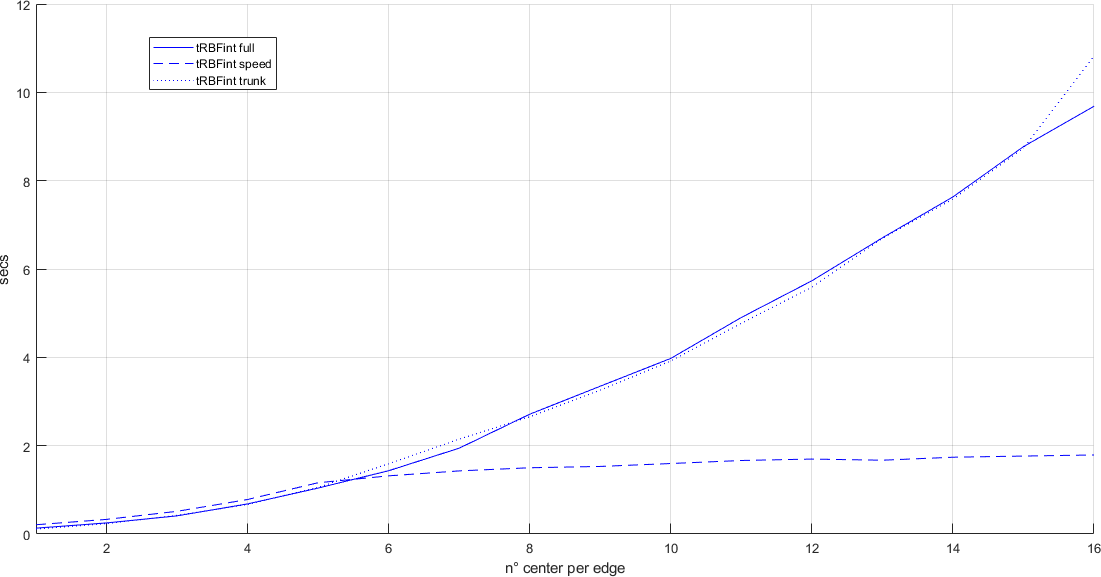 12
10
8
6
4
2
0
secs
tRBFint full
tRBFint speed
tRBFint trunk
2 4 6 8 10 12 14 16
n° center per edge